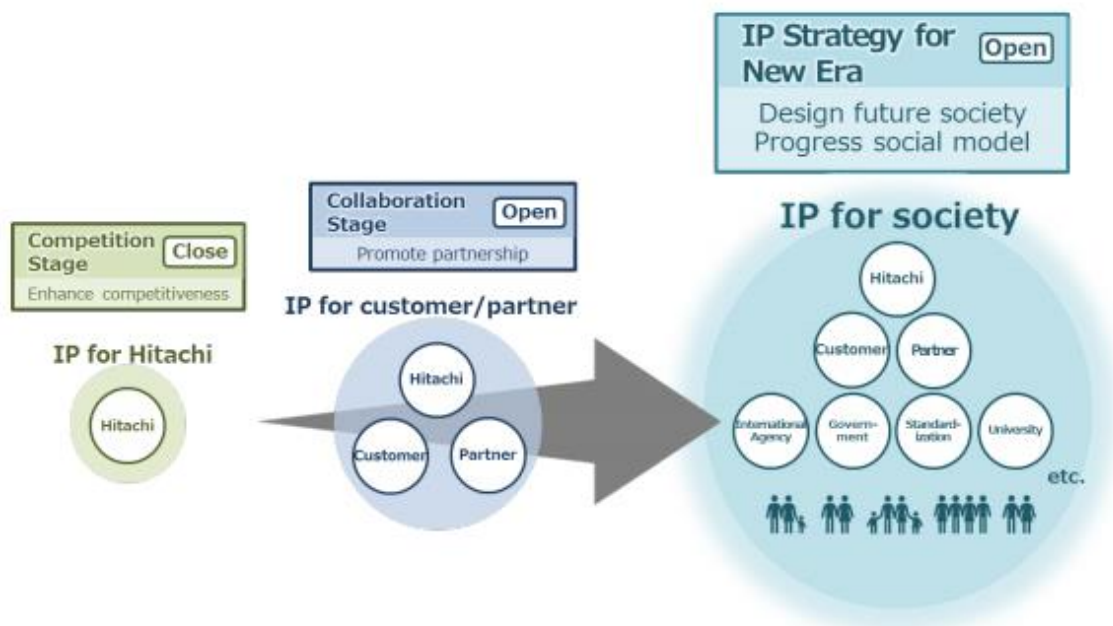 Competition
Stage
Close
Enhance competitiveness
IP for Hitachi
Hitachi
Collaboration
Stage
Open
Promote partnership
IP for customer/partner
Hitachi
Customer
Partner
IP Strategy for
New Era
Open
Design future society
Progress social model
IP for society
Hitachi
Customer
Partner
International
Agency
Govern-
ment
Standard-
ization
University
etc.